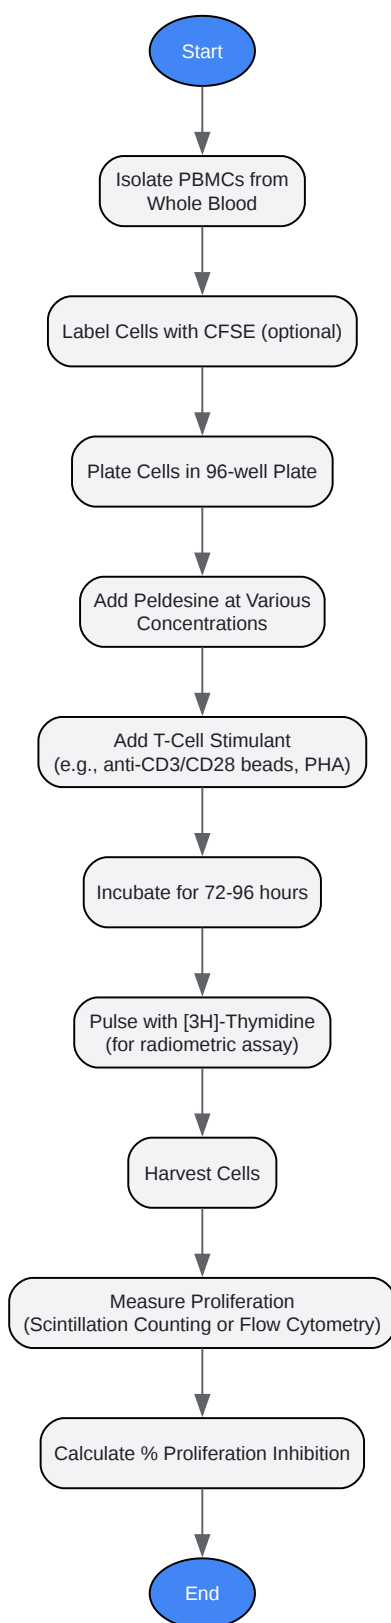 Start
Isolate PBMCs from
Whole Blood
Label Cells with CFSE (optional)
Plate Cells in 96-well Plate
Add Peldesine at Various
Concentrations
Add T-Cell Stimulant
(e.g., anti-CD3/CD28 beads, PHA)
Incubate for 72-96 hours
Pulse with [3H]-Thymidine
(for radiometric assay)
Harvest Cells
Measure Proliferation
(Scintillation Counting or Flow Cytometry)
Calculate % Proliferation Inhibition
End